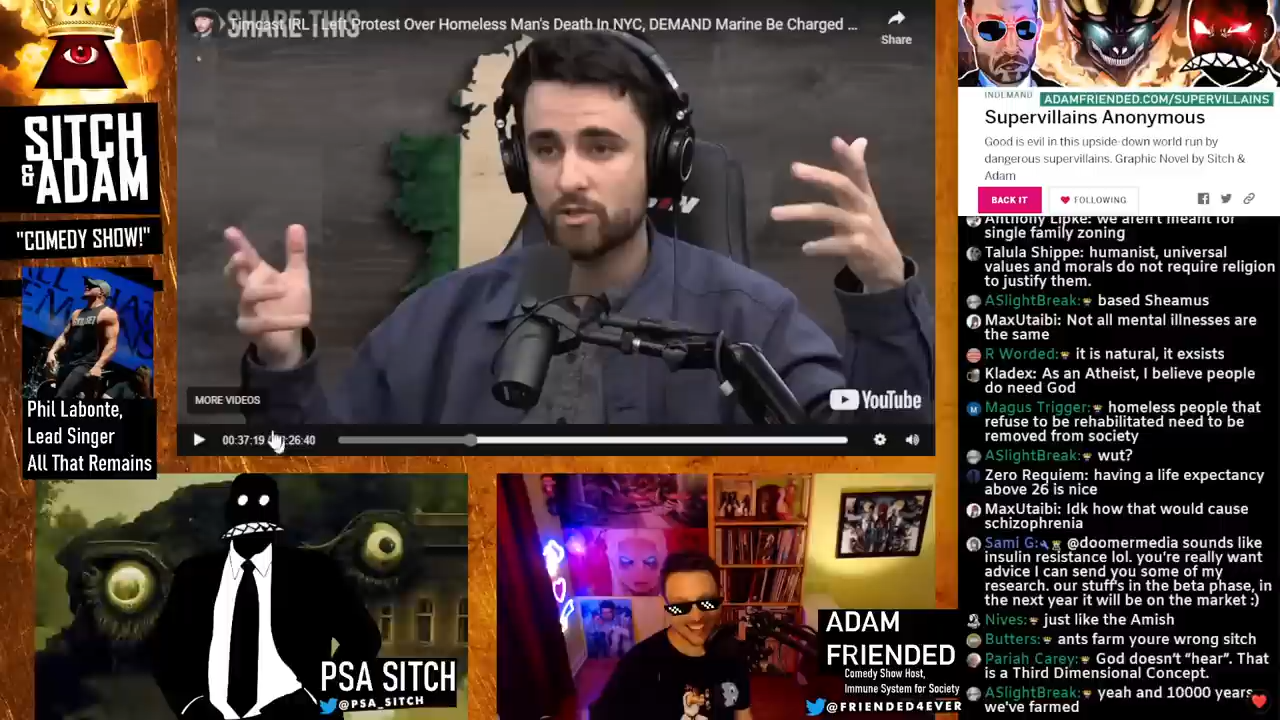 SITCH
& ADAM
"COMEDY SHOW!"
Phil Labonte,
Lead Singer
All That Remains
SHARE THIS
Timcast IRL - Left Protest Over Homeless Man's Death In NYC, DEMAND Marine Be Charged ...
Share
MORE VIDEOS
YouTube
00:37:19
26:40
PSA SITCH
@PSA_SITCH
ADAM
FRIENDED
Comedy Show Host,
Immune System for Society
@FRIENDED4EVER
INDEMAND
ADAMFRIENDED.COM/SUPERVILLAINS
Supervillains Anonymous
Good is evil in this upside-down world run by
dangerous supervillains. Graphic Novel by Sitch &
Adam
BACK IT
FOLLOWING
Anthony Lipke: we aren't meant for
single family zoning
Talula Shippe: humanist, universal
values and morals do not require religion
to justify them.
ASlightBreak: based Sheamus
MaxUtaibi: Not all mental illnesses are
the same
R Worded: it is natural, it exsists
Kladex: As an Atheist, I believe people
do need God
Magus Trigger: homeless people that
refuse to be rehabilitated need to be
removed from society
ASlightBreak: wut?
Zero Requiem: having a life expectancy
above 26 is nice
MaxUtaibi: Idk how that would cause
schizophrenia
Sami G: @doomermedia sounds like
insulin resistance lol. you're really want
advice I can send you some of my
research. our stuff's in the beta phase, in
the next year it will be on the market :)
Nives: just like the Amish
Butters: ants farm youre wrong sitch
Pariah Carey: God doesn't "hear". That
is a Third Dimensional Concept.
ASlightBreak: yeah and 10000 years
we've farmed